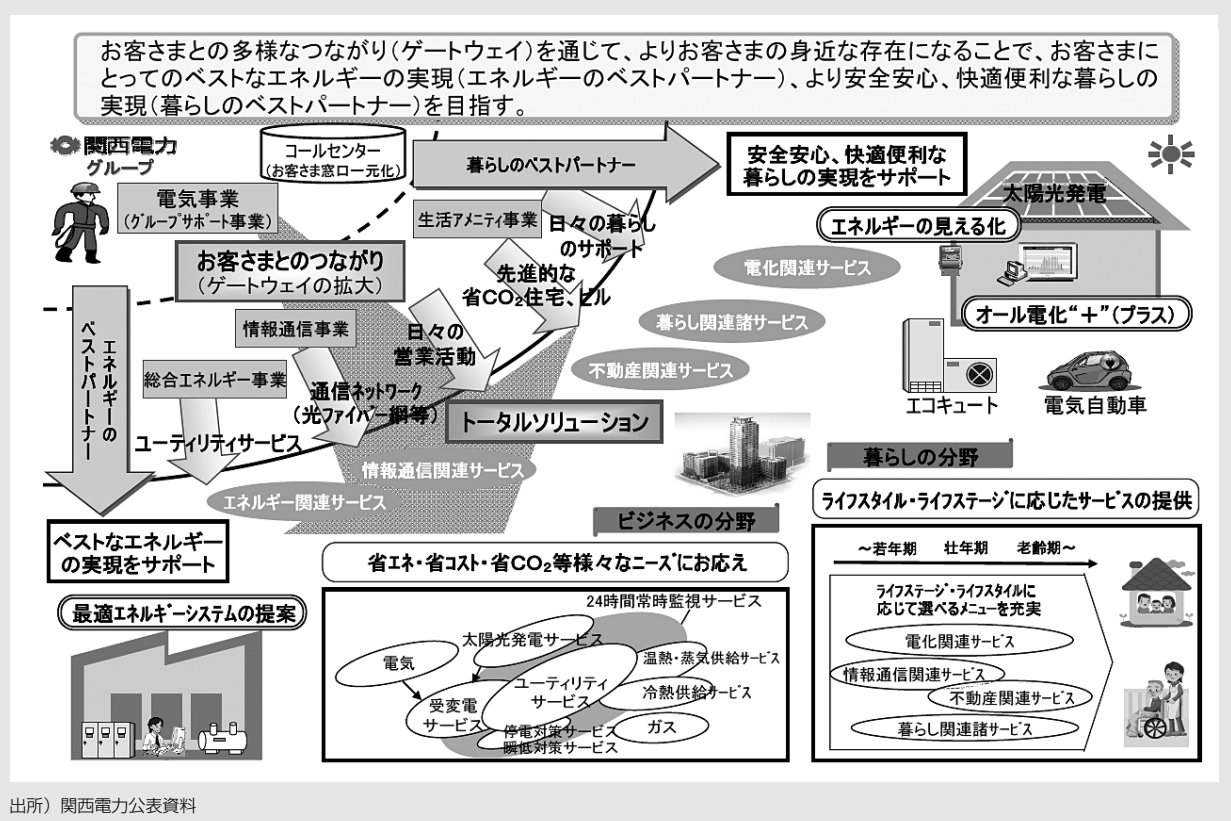 お客さまとの多様なつながり(ゲートウェイ)を通じて、よりお客さまの身近な存在になることで、お客さまに
とってのベストなエネルギーの実現(エネルギーのベストパートナー)、より安全安心、快適便利な暮らしの
実現(暮らしのベストパートナー)を目指す。
関西電力
グループ
コールセンター
(お客さま窓口一元化)
暮らしのベストパートナー
安全安心、快適便利な
暮らしの実現をサポート
電気事業
(グループサポート事業)
生活アメニティ事業
日々の暮らし
のサポート
太陽光発電
エネルギーの見える化
お客さまとのつながり
(ゲートウェイの拡大)
先進的な
省CO₂住宅、ビル
電化関連サービス
オール電化“+”(プラス)
エネルギーの
ベストパートナー
情報通信事業
日々の
営業活動
暮らし関連諸サービス
不動産関連サービス
総合エネルギー事業
通信ネットワーク
(光ファイバー網等)
エコキュート
電気自動車
トータルソリューション
ユーティリティサービス
情報通信関連サービス
エネルギー関連サービス
暮らしの分野
ライフスタイル・ライフステージに応じたサービスの提供
ビジネスの分野
ベストなエネルギー
の実現をサポート
省エネ・省コスト・省CO₂等様々なニーズにお応え
～若年期 壮年期 老齢期～
最適エネルギーシステムの提案
ライフステージ・ライフスタイルに
応じて選べるメニューを充実
24時間常時監視サービス
太陽光発電サービス
電気
温熱・蒸気供給サービス
ユーティリティ
サービス
冷熱供給サービス
受変電
サービス
ガス
停電対策サービス
瞬低対策サービス
電化関連サービス
情報通信関連サービス
不動産関連サービス
暮らし関連諸サービス
出所）関西電力公表資料